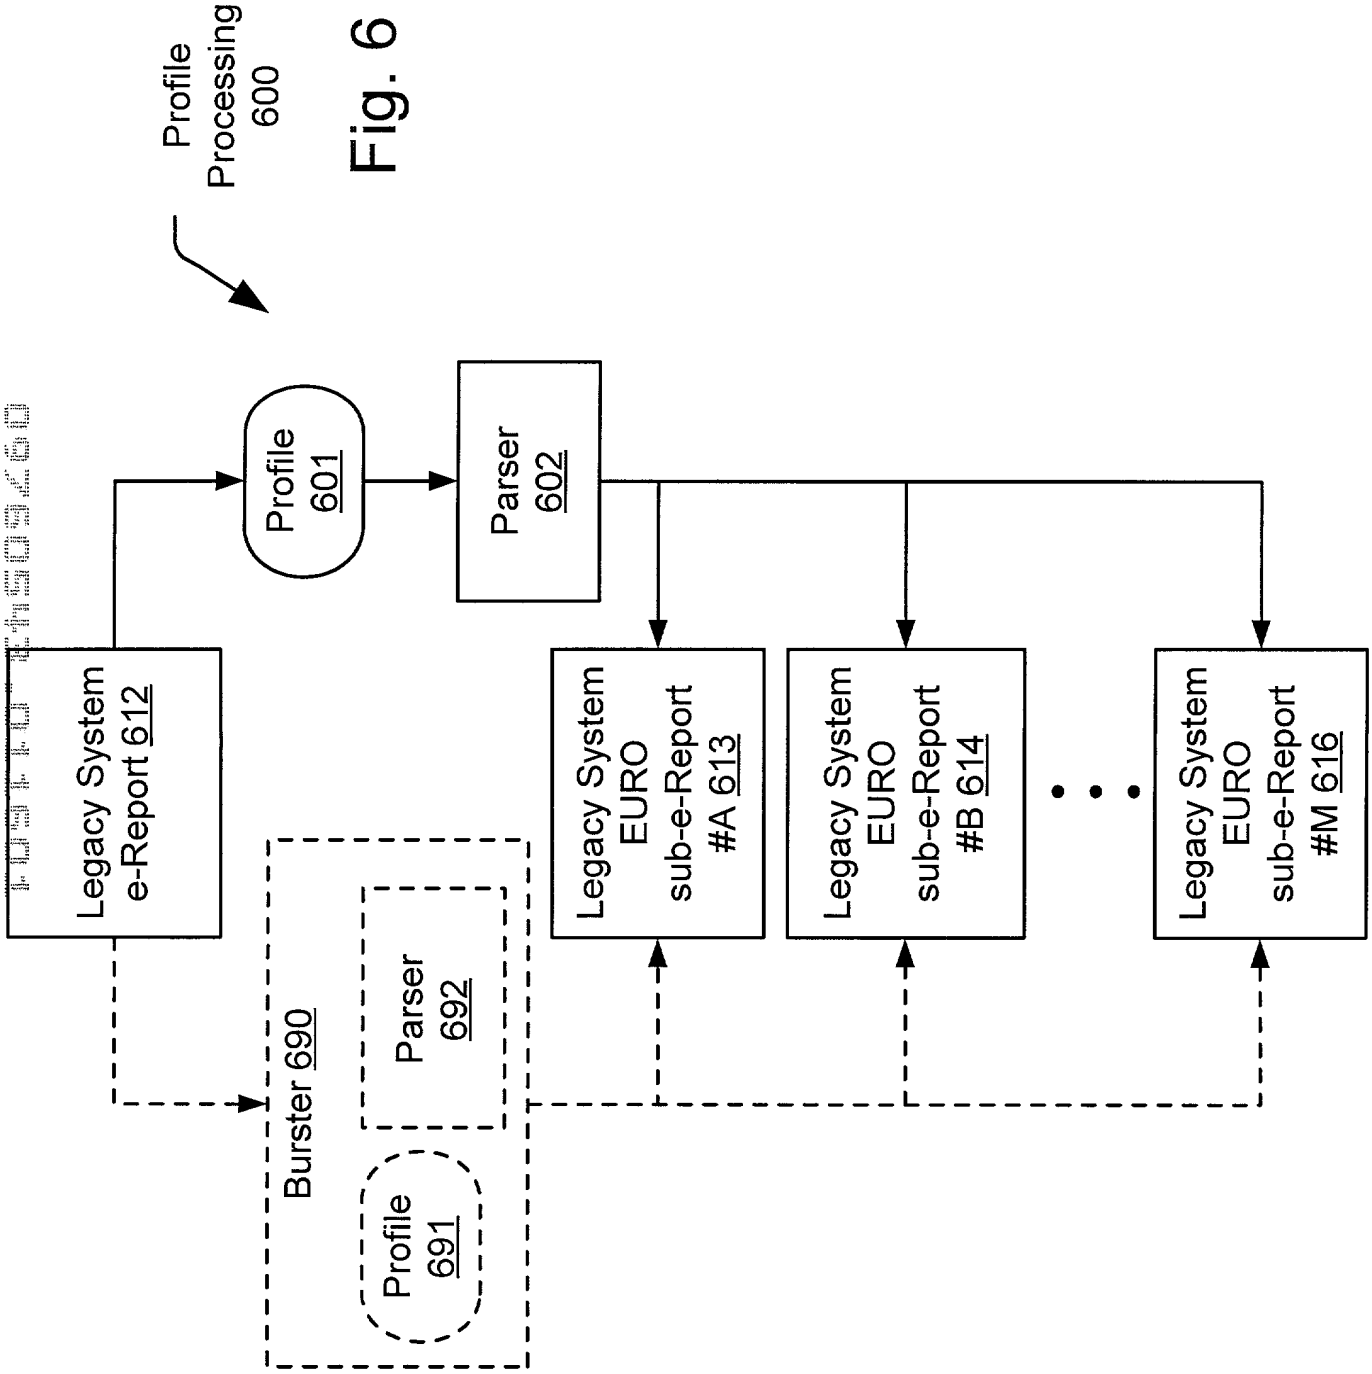 Profile
Processing
600
Fig. 6
Legacy System
e-Report 612
Profile
601
Parser
602
Burster 690
Profile
691
Parser
692
Legacy System
EURO
sub-e-Report
#A 613
Legacy System
EURO
sub-e-Report
#B 614
Legacy System
EURO
sub-e-Report
#M 616